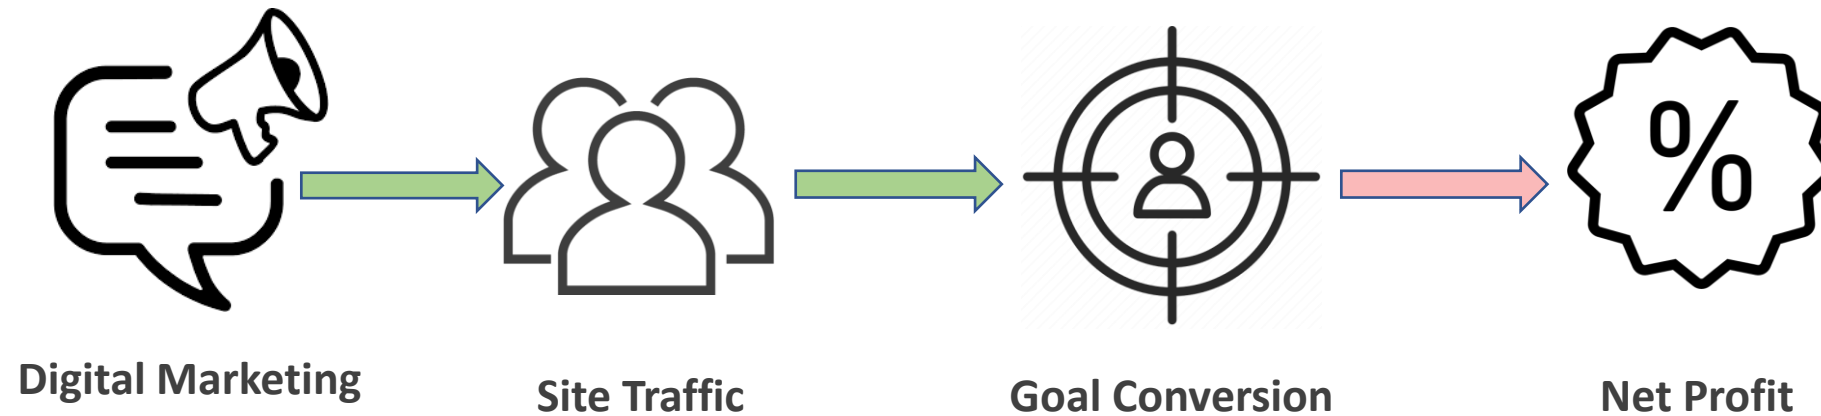 %
Digital Marketing
Site Traffic
Goal Conversion
Net Profit